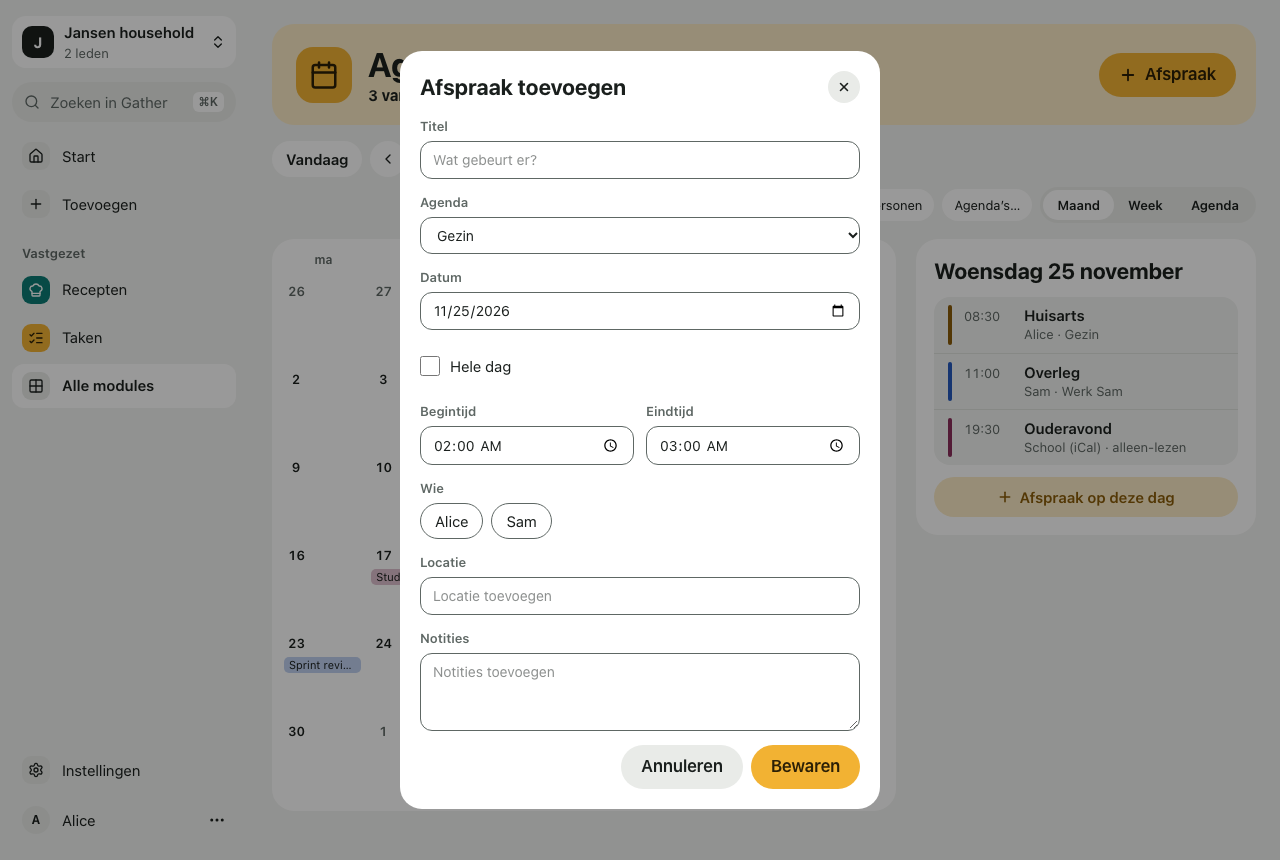 J
Jansen household
2 leden
Zoeken in Gather
⌘K
Start
Toevoegen
Vastgezet
Recepten
Taken
Alle modules
Instellingen
A
Alice
Afspraak
Vandaag
Agenda's...
Maand
Week
Agenda
ma
26
27
2
3
9
10
16
17
23
24
Sprint revi...
30
1
Afspraak toevoegen
Titel
Wat gebeurt er?
Agenda
Gezin
Datum
11/25/2026
Hele dag
Begintijd
Eindtijd
02:00 AM
03:00 AM
Wie
Alice
Sam
Locatie
Locatie toevoegen
Notities
Notities toevoegen
Annuleren
Bewaren
Woensdag 25 november
08:30
Huisarts
Alice · Gezin
11:00
Overleg
Sam · Werk Sam
19:30
Ouderavond
School (iCal) · alleen-lezen
Afspraak op deze dag